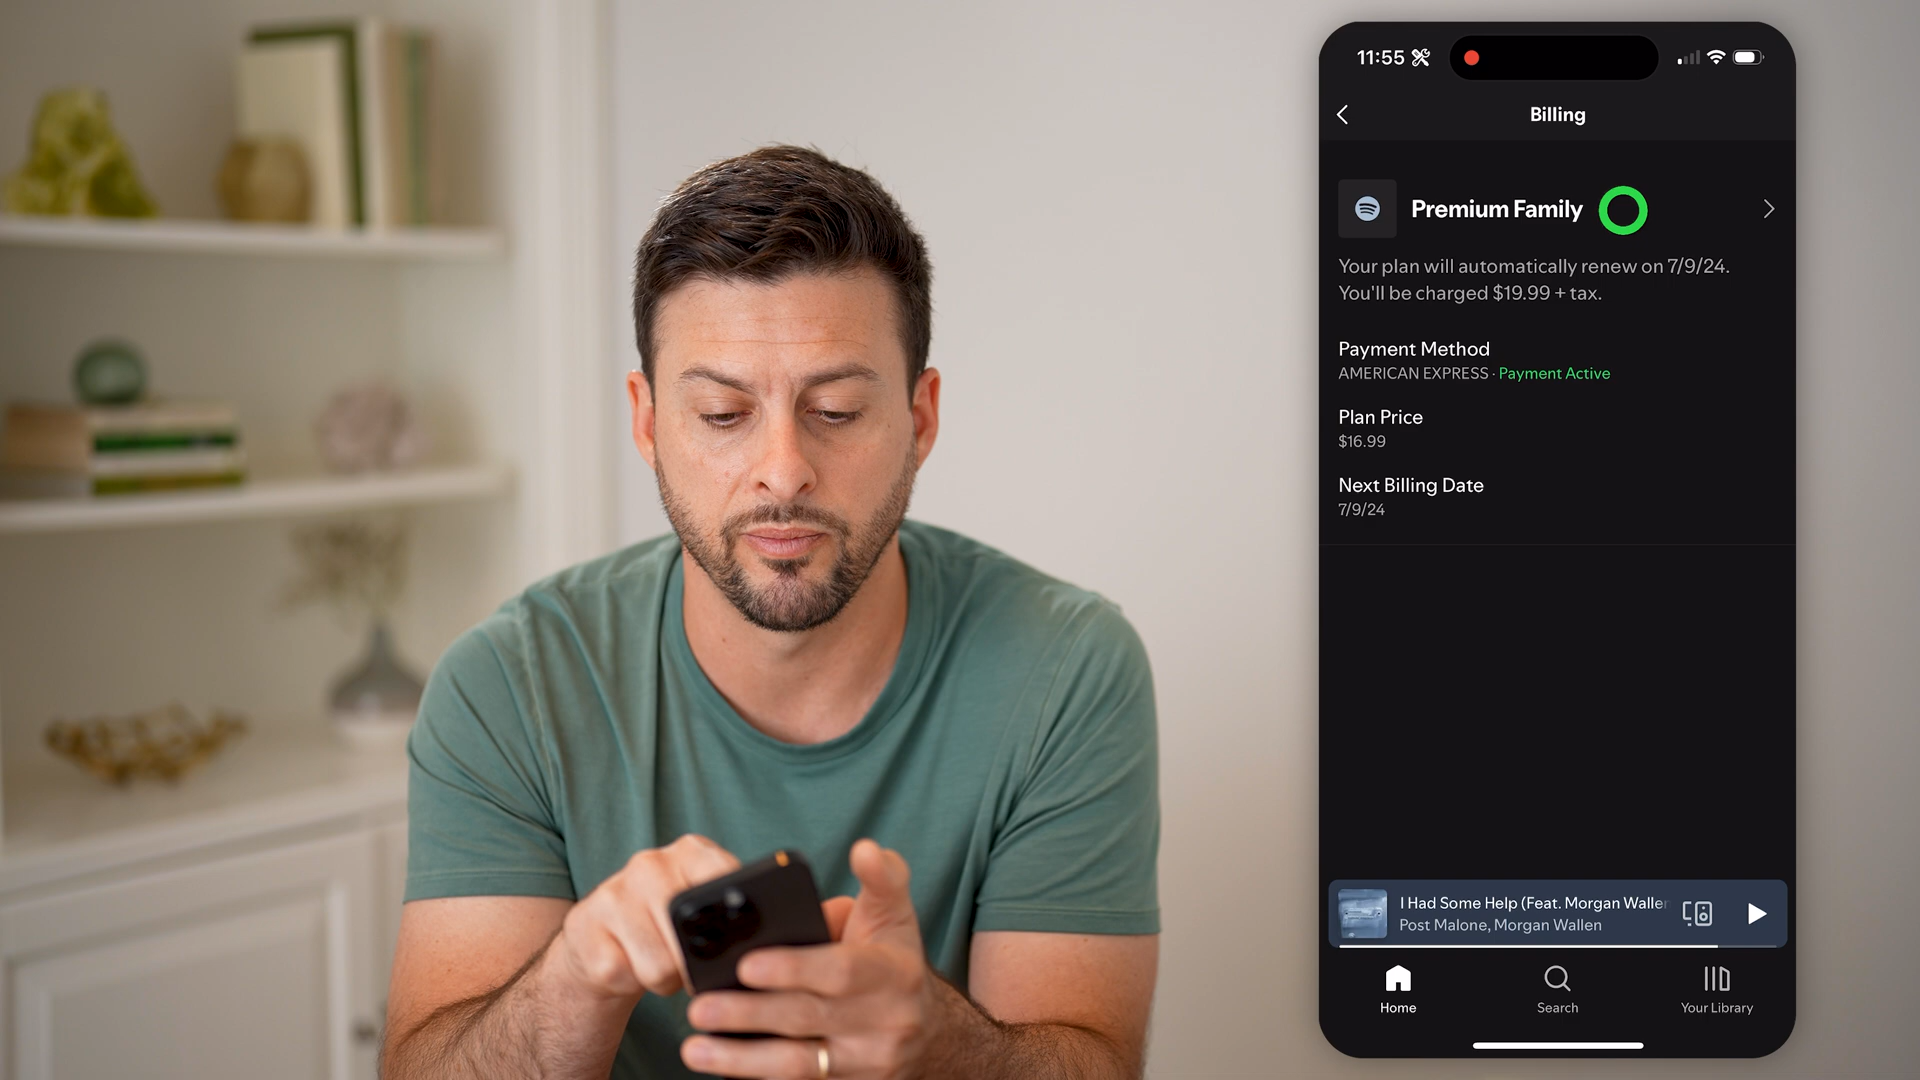 11:55
Billing
Premium Family
Your plan will automatically renew on 7/9/24.
You'll be charged $19.99 + tax.
Payment Method
AMERICAN EXPRESS · Payment Active
Plan Price
$16.99
Next Billing Date
7/9/24
I Had Some Help (Feat. Morgan Waller
Post Malone, Morgan Wallen
Home
Search
Your Library